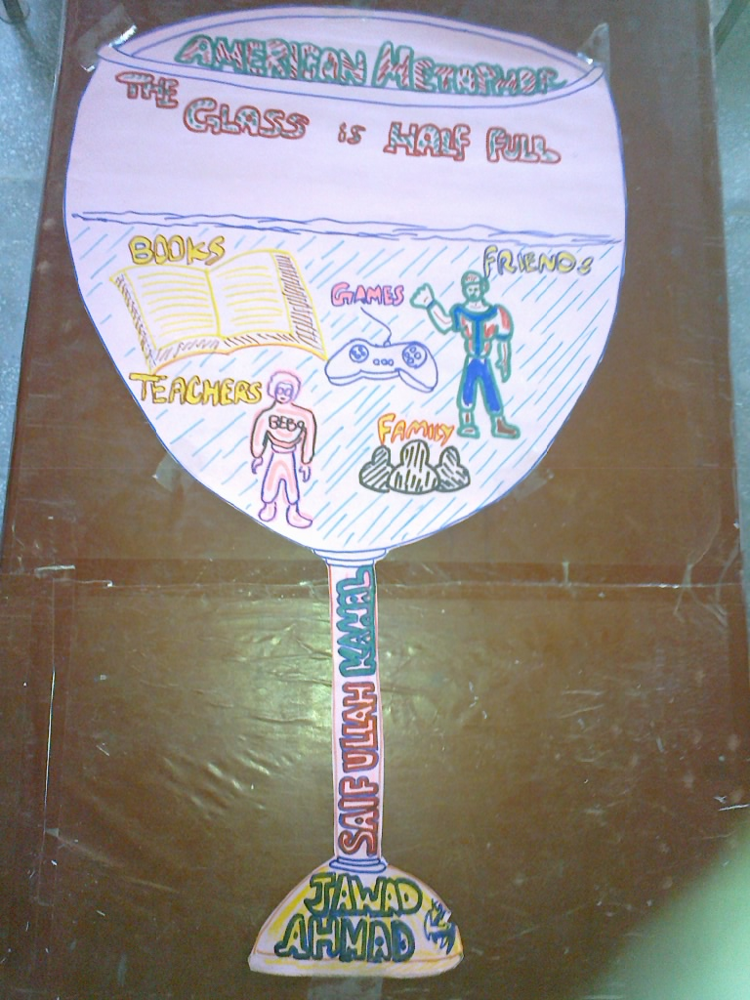 AMERICAN METAPHOR
THE GLASS is HALF FULL
BOOKS
FRIENDS
GAMES
TEACHERS
BEBO
FAMILY
SAIF ULLAH KAMAL
JAWAD
AHMAD